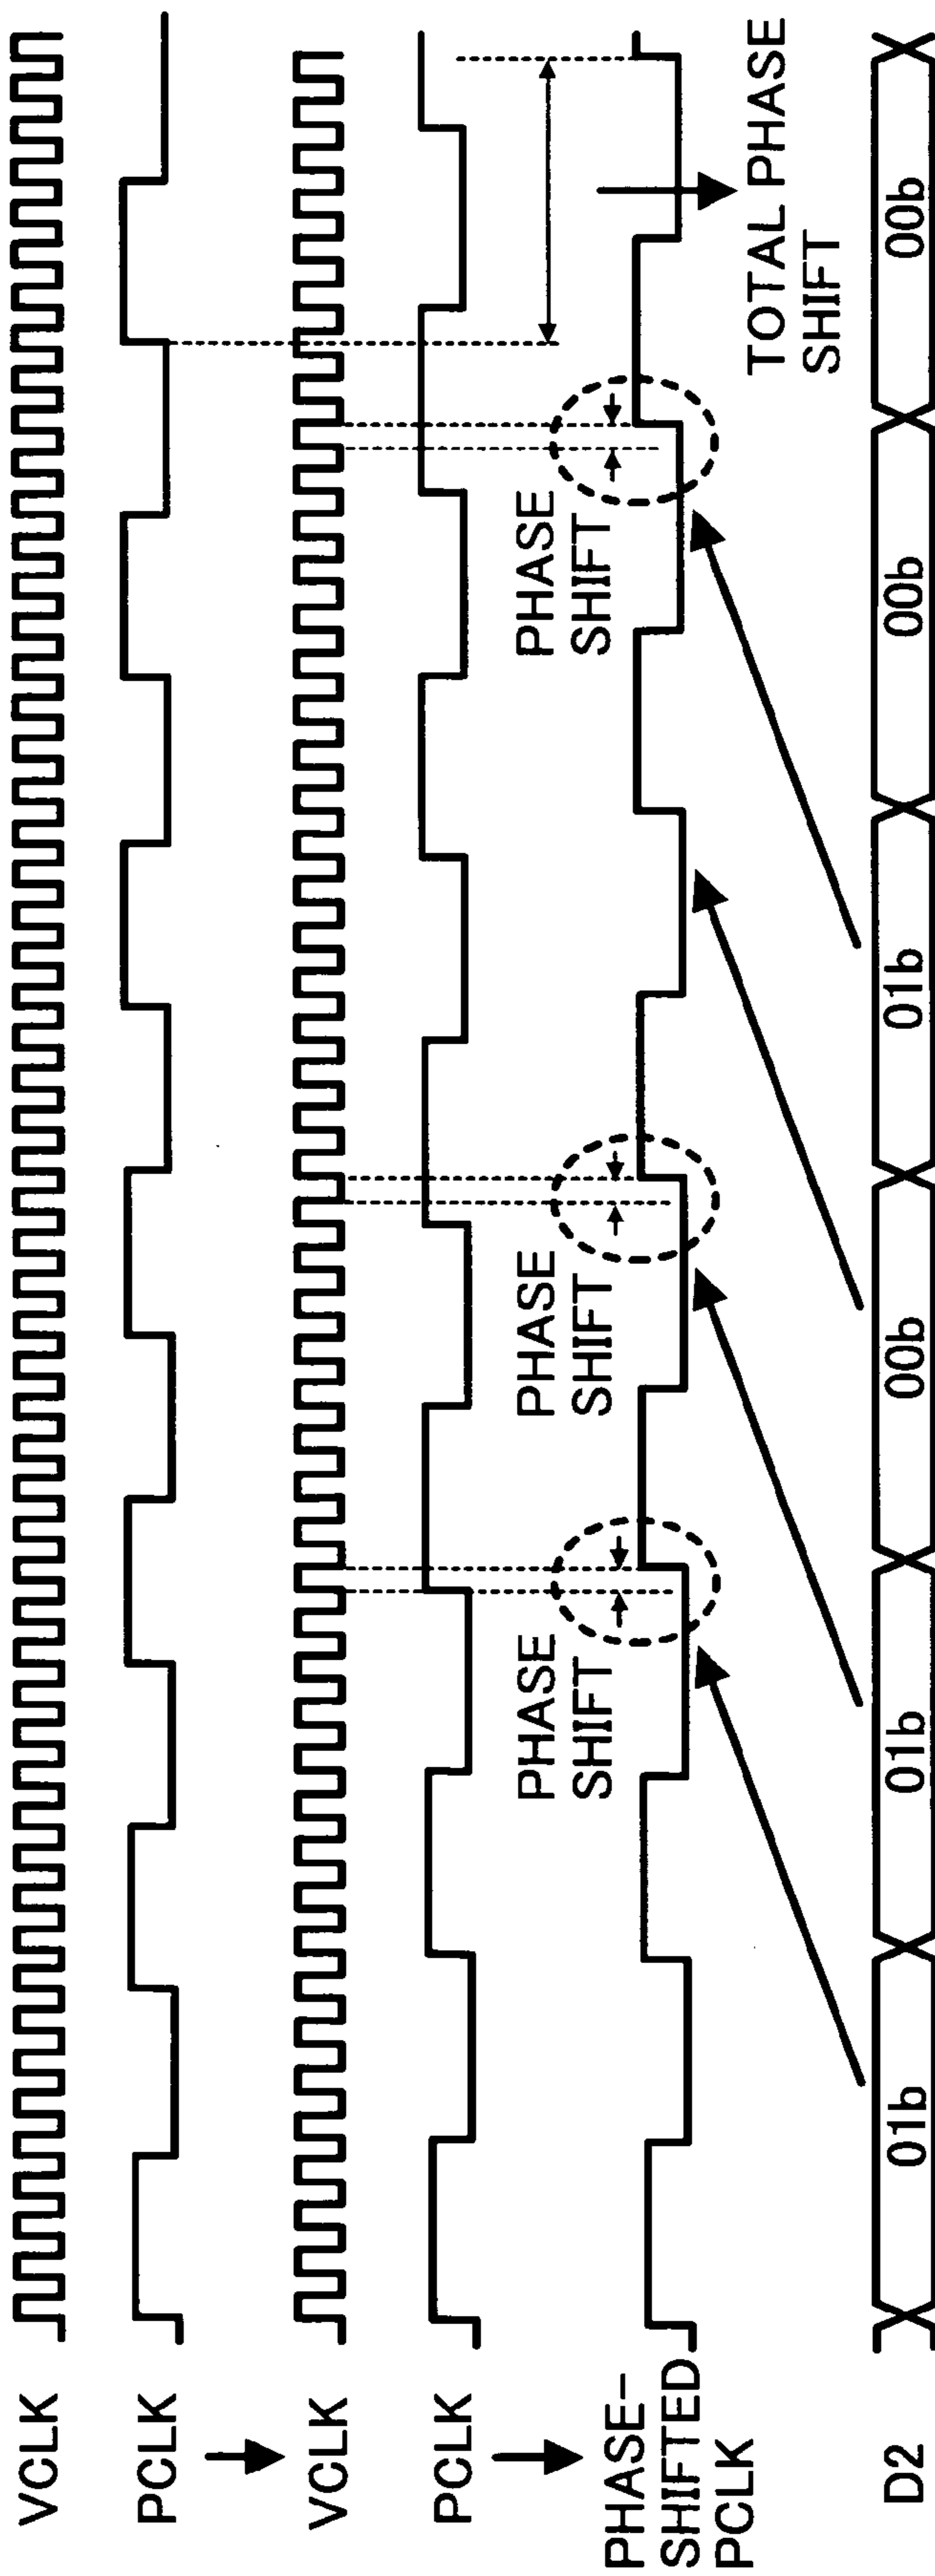 VCLK
PCLK
VCLK
PCLK
PHASE
SHIFT
PHASE
SHIFT
PHASE
SHIFT
PHASE-
SHIFTED
PCLK
TOTAL PHASE
SHIFT
D2
01b
01b
00b
01b
00b
00b